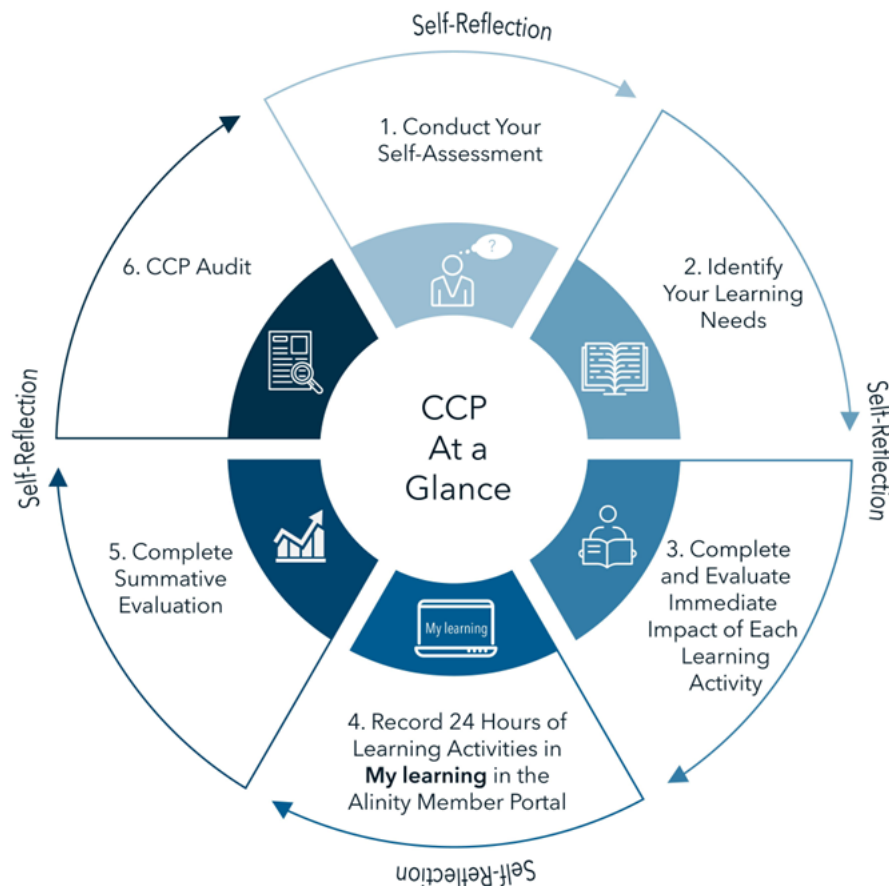 Self-Reflection
1. Conduct Your
Self-Assessment
?
2. Identify
Your Learning
Needs
Self-Reflection
3. Complete
and Evaluate
Immediate
Impact of Each
Learning
Activity
My learning
4. Record 24 Hours of
Learning Activities in
My learning in the
Alinity Member Portal
Self-Reflection
5. Complete
Summative
Evaluation
Self-Reflection
6. CCP Audit
CCP
At a
Glance